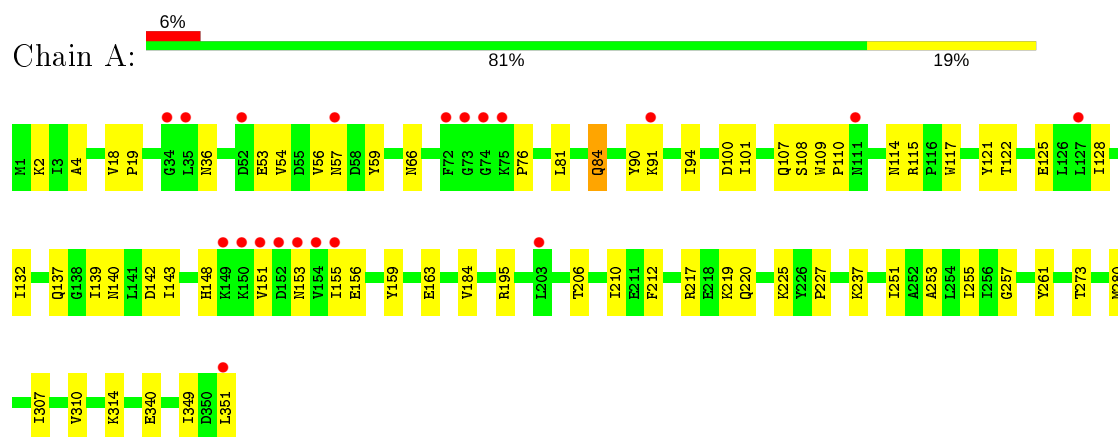 6%
Chain A:
81% 19%
M1 K2 I3 A4 V18 P19 G34 L35 N36 D52 E53 V54 D55 V56 N57 D58 Y59 N66 F72 G73 G74 K75 P76 L81 Q84 Y90 K91 I94 D100 I101 Q107 S108 W109 P110 N111 N114 R115 P116 W117 Y121 T122 E125 L126 L127 I128
I132 Q137 G138 I139 N140 L141 D142 I143 H148 K149 K150 V151 D152 N153 V154 I155 E156 Y159 E163 V184 R195 L203 T206 I210 E211 F212 R217 E218 K219 Q220 K225 Y226 P227 K237 I251 A252 A253 L254 I255 I256 G257 Y261 T273 M280
I307 V310 K314 E340 I349 D350 L351